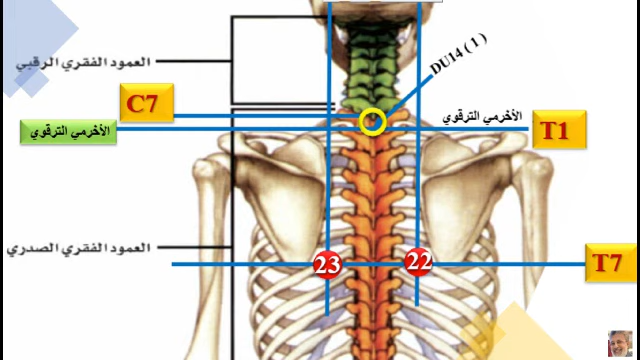 العمود الفقري الرقبي
DU14 ( 1 )
C7
الأخرمي الترقوي
T1
الأخرمي الترقوي
العمود الفقري الصدري
23
22
T7